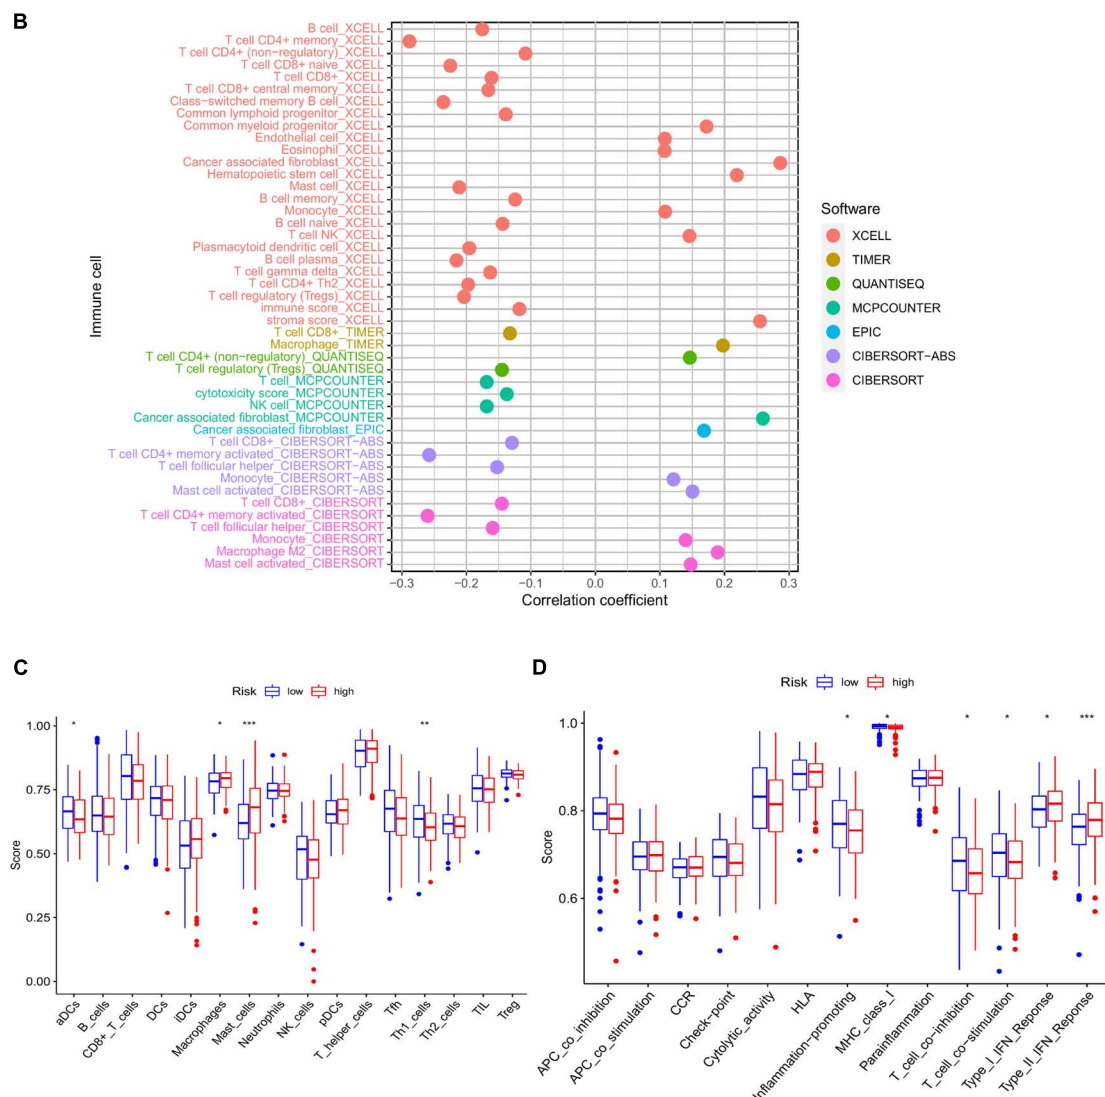 B
B cell_XCELL
T cell CD4+ memory_XCELL
T cell CD4+ (non−regulatory)_XCELL
T cell CD8+ naive_XCELL
T cell CD8+_XCELL
T cell CD8+ central memory_XCELL
Class−switched memory B cell_XCELL
Common lymphoid progenitor_XCELL
Common myeloid progenitor_XCELL
Endothelial cell_XCELL
Eosinophil_XCELL
Cancer associated fibroblast_XCELL
Hematopoietic stem cell_XCELL
Mast cell_XCELL
B cell memory_XCELL
Monocyte_XCELL
B cell naive_XCELL
T cell NK_XCELL
Plasmacytoid dendritic cell_XCELL
B cell plasma_XCELL
T cell gamma delta_XCELL
T cell CD4+ Th2_XCELL
T cell regulatory (Tregs)_XCELL
immune score_XCELL
stroma score_XCELL
T cell CD8+_TIMER
Macrophage_TIMER
T cell CD4+ (non−regulatory)_QUANTISEQ
T cell regulatory (Tregs)_QUANTISEQ
T cell_MCPCOUNTER
cytotoxicity score_MCPCOUNTER
NK cell_MCPCOUNTER
Cancer associated fibroblast_MCPCOUNTER
Cancer associated fibroblast_EPIC
T cell CD8+_CIBERSORT−ABS
T cell CD4+ memory activated_CIBERSORT−ABS
T cell follicular helper_CIBERSORT−ABS
Monocyte_CIBERSORT−ABS
Mast cell activated_CIBERSORT−ABS
T cell CD8+_CIBERSORT
T cell CD4+ memory activated_CIBERSORT
T cell follicular helper_CIBERSORT
Monocyte_CIBERSORT
Macrophage M2_CIBERSORT
Mast cell activated_CIBERSORT
Immune cell
−0.3 −0.2 −0.1 0.0 0.1 0.2 0.3
Correlation coefficient
Software
XCELL
TIMER
QUANTISEQ
MCPCOUNTER
EPIC
CIBERSORT−ABS
CIBERSORT
C
Risk low high
* * *** **
1.00
0.75
0.50
0.25
0.00
Score
aDCs
B_cells
CD8+_T_cells
DCs
iDCs
Macrophages
Mast_cells
Neutrophils
NK_cells
pDCs
T_helper_cells
Tfh
Th1_cells
Th2_cells
TIL
Treg
D
Risk low high
* * * * * ***
1.0
0.8
0.6
Score
APC_co_inhibition
APC_co_stimulation
CCR
Check−point
Cytolytic_activity
HLA
Inflammation−promoting
MHC_class_I
Parainflammation
T_cell_co−inhibition
T_cell_co−stimulation
Type_I_IFN_Reponse
Type_II_IFN_Reponse